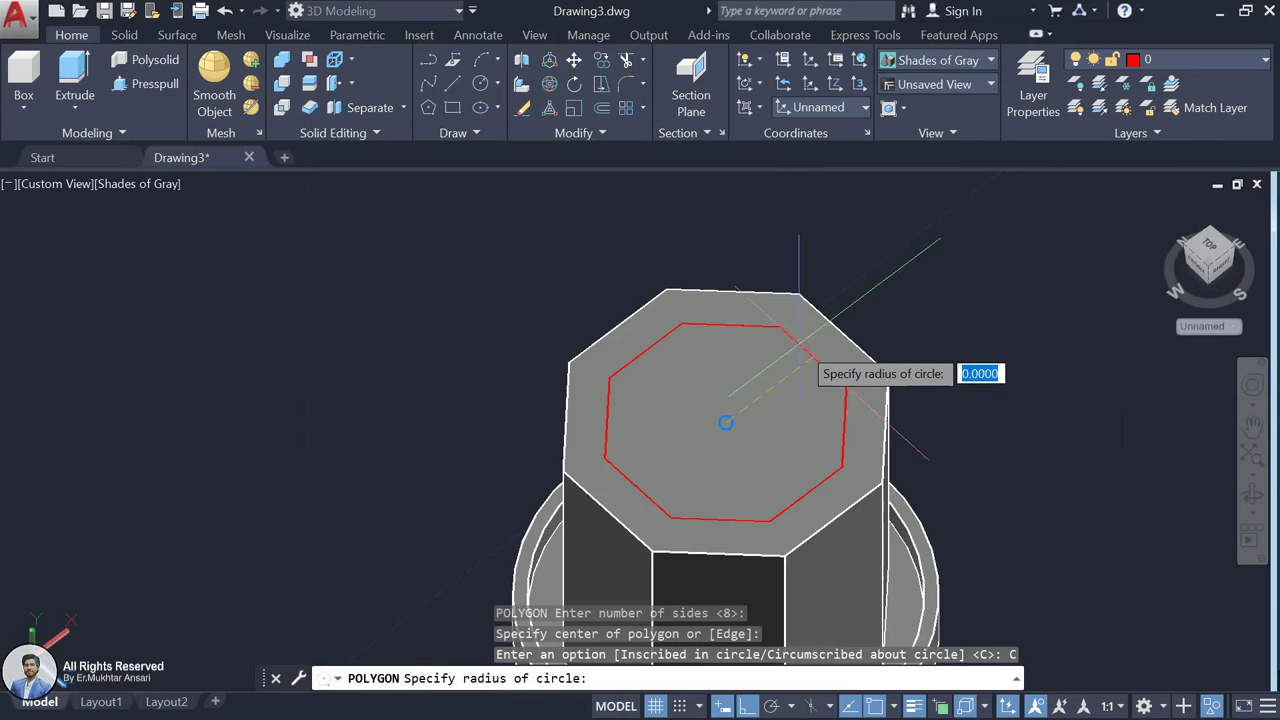 3D Modeling
Drawing3.dwg
Type a keyword or phrase
Sign In
Home
Solid
Surface
Mesh
Visualize
Parametric
Insert
Annotate
View
Manage
Output
Add-ins
Collaborate
Express Tools
Featured Apps
Box
Extrude
Polysolid
Presspull
Smooth
Object
Separate
Section
Plane
Shades of Gray
Unsaved View
Unnamed
Layer
Properties
0
Match Layer
Modeling
Mesh
Solid Editing
Draw
Modify
Section
Coordinates
View
Layers
Start
Drawing3*
[−][Custom View][Shades of Gray]
TOP
FRONT
RIGHT
N
E
W
S
Unnamed
Specify radius of circle:
0.0000
POLYGON Enter number of sides <8>:
Specify center of polygon or [Edge]:
Enter an option [Inscribed in circle/Circumscribed about circle] <C>: C
POLYGON Specify radius of circle:
Y
X
All Rights Reserved
By Er.Mukhtar Ansari
Model
Layout1
Layout2
MODEL
1:1